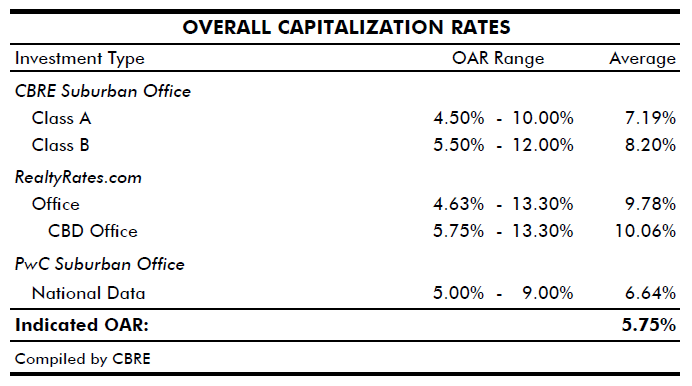 OVERALL CAPITALIZATION RATES
Investment Type OAR Range Average
CBRE Suburban Office
Class A 4.50% - 10.00% 7.19%
Class B 5.50% - 12.00% 8.20%
RealtyRates.com
Office 4.63% - 13.30% 9.78%
CBD Office 5.75% - 13.30% 10.06%
PwC Suburban Office
National Data 5.00% - 9.00% 6.64%
Indicated OAR: 5.75%
Compiled by CBRE